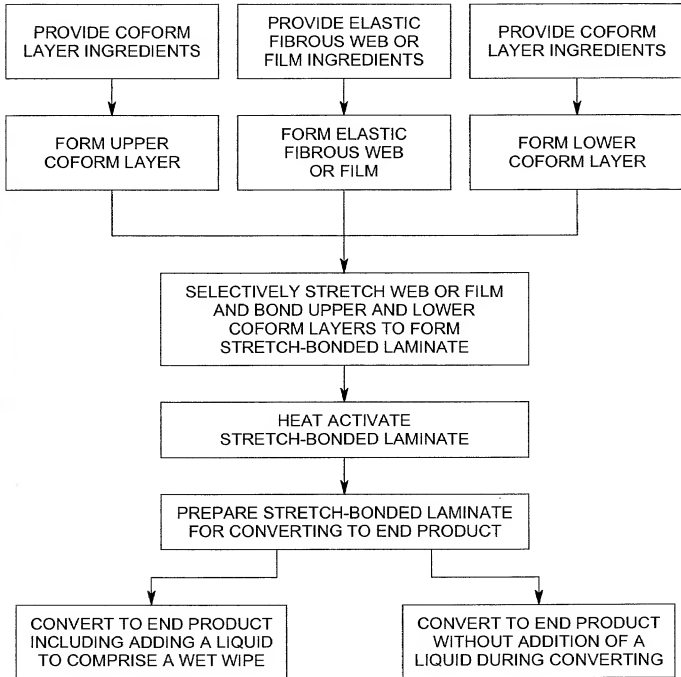 PROVIDE COFORM
LAYER INGREDIENTS
PROVIDE ELASTIC
FIBROUS WEB OR
FILM INGREDIENTS
PROVIDE COFORM
LAYER INGREDIENTS
FORM UPPER
COFORM LAYER
FORM ELASTIC
FIBROUS WEB
OR FILM
FORM LOWER
COFORM LAYER
SELECTIVELY STRETCH WEB OR FILM
AND BOND UPPER AND LOWER
COFORM LAYERS TO FORM
STRETCH-BONDED LAMINATE
HEAT ACTIVATE
STRETCH-BONDED LAMINATE
PREPARE STRETCH-BONDED LAMINATE
FOR CONVERTING TO END PRODUCT
CONVERT TO END PRODUCT
INCLUDING ADDING A LIQUID
TO COMPRISE A WET WIPE
CONVERT TO END PRODUCT
WITHOUT ADDITION OF A
LIQUID DURING CONVERTING